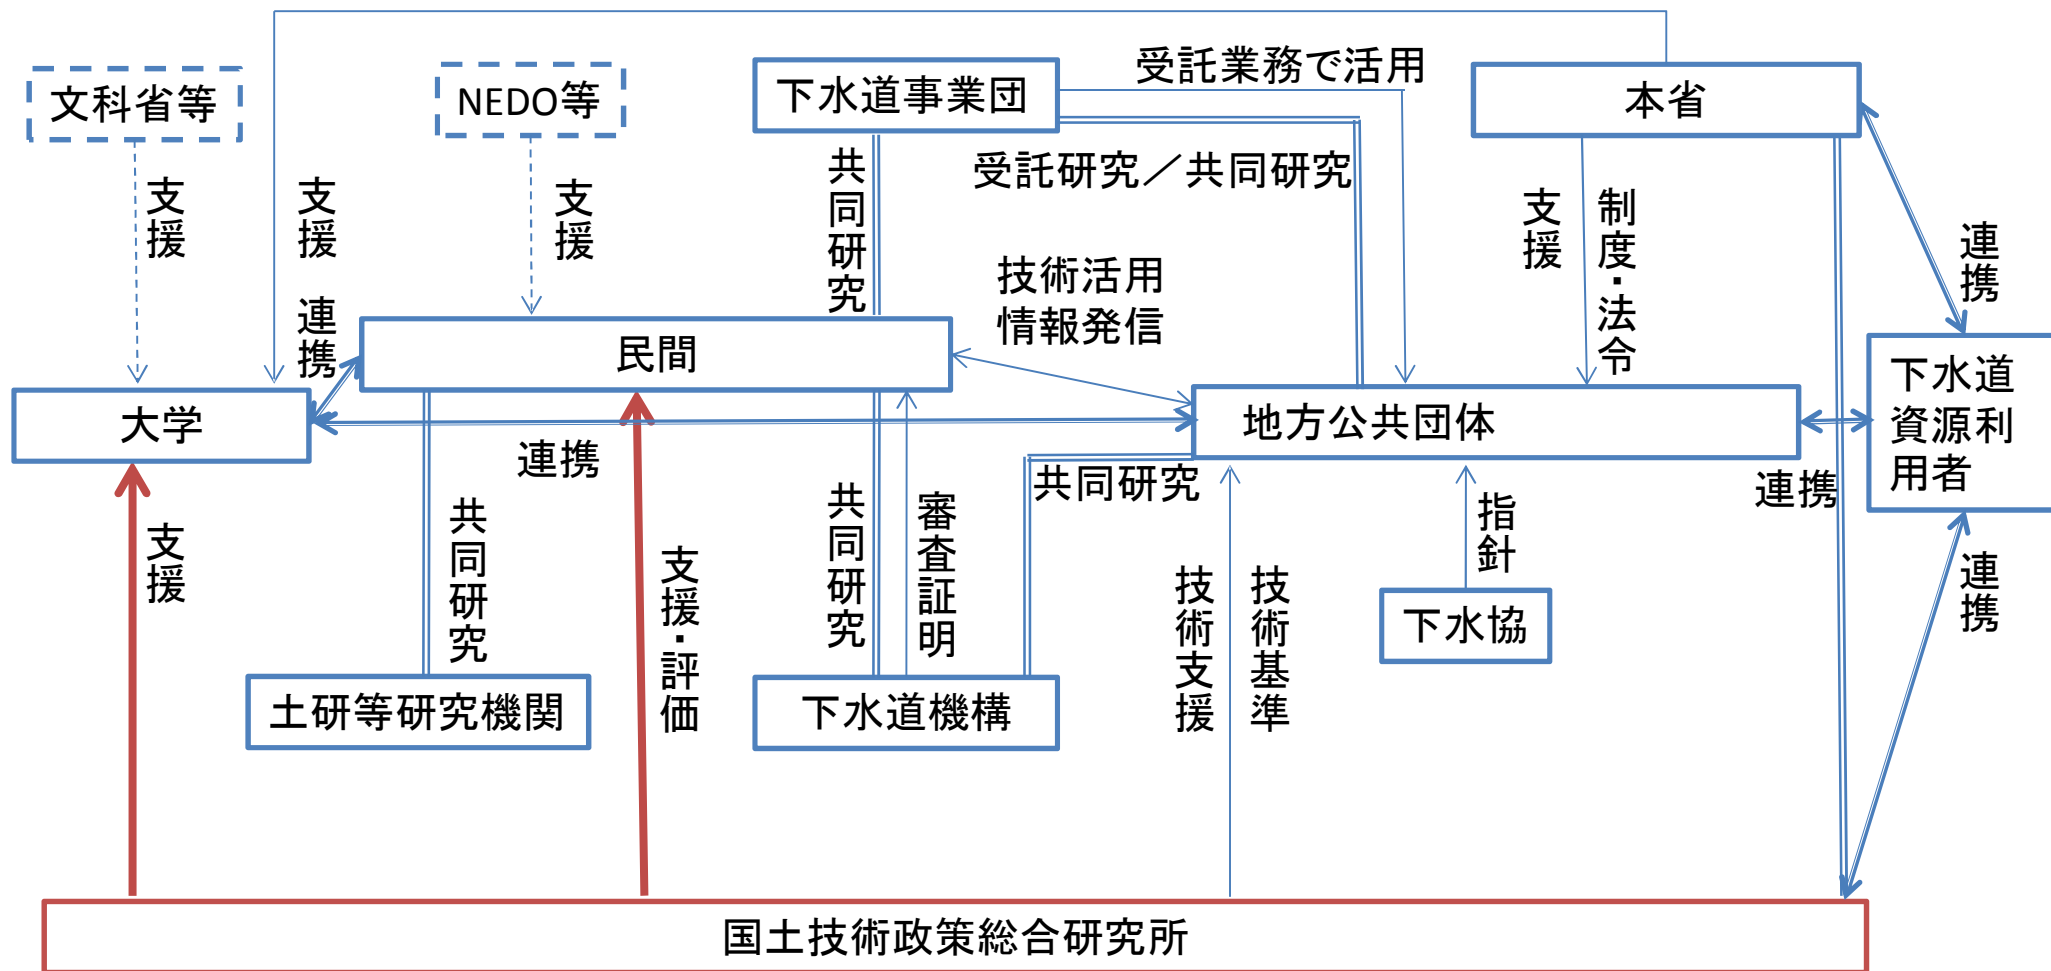 文科省等
NEDO等
下水道事業団
受託業務で活用
本省
支援
支援
支援
共同研究
受託研究／共同研究
支援
制度・法令
連携
連携
技術活用
情報発信
民間
大学
連携
地方公共団体
下水道
資源利
用者
連携
共同研究
支援
共同研究
支援・評価
共同研究
審査証明
技術支援
技術基準
指針
下水協
連携
土研等研究機関
下水道機構
国土技術政策総合研究所